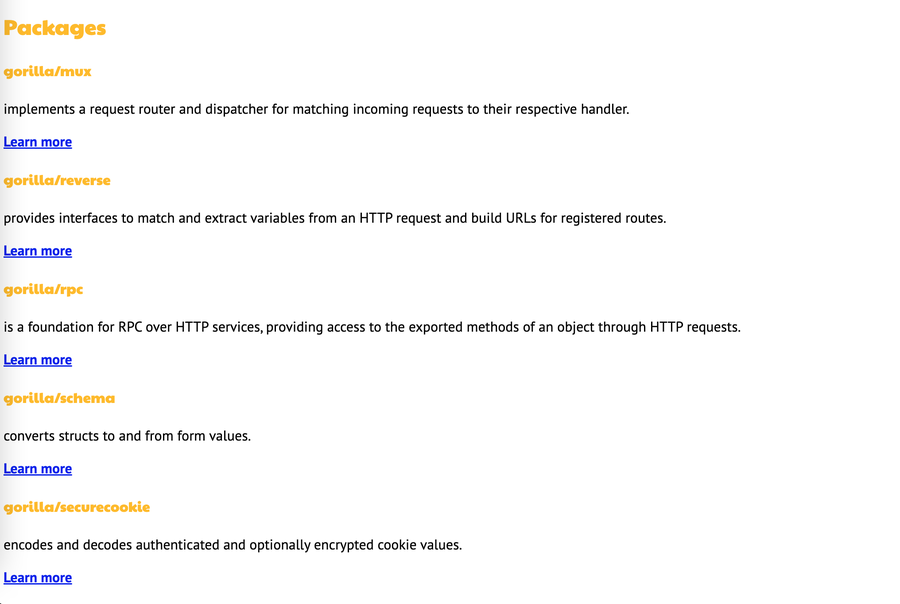 Packages
gorilla/mux
implements a request router and dispatcher for matching incoming requests to their respective handler.
Learn more
gorilla/reverse
provides interfaces to match and extract variables from an HTTP request and build URLs for registered routes.
Learn more
gorilla/rpc
is a foundation for RPC over HTTP services, providing access to the exported methods of an object through HTTP requests.
Learn more
gorilla/schema
converts structs to and from form values.
Learn more
gorilla/securecookie
encodes and decodes authenticated and optionally encrypted cookie values.
Learn more